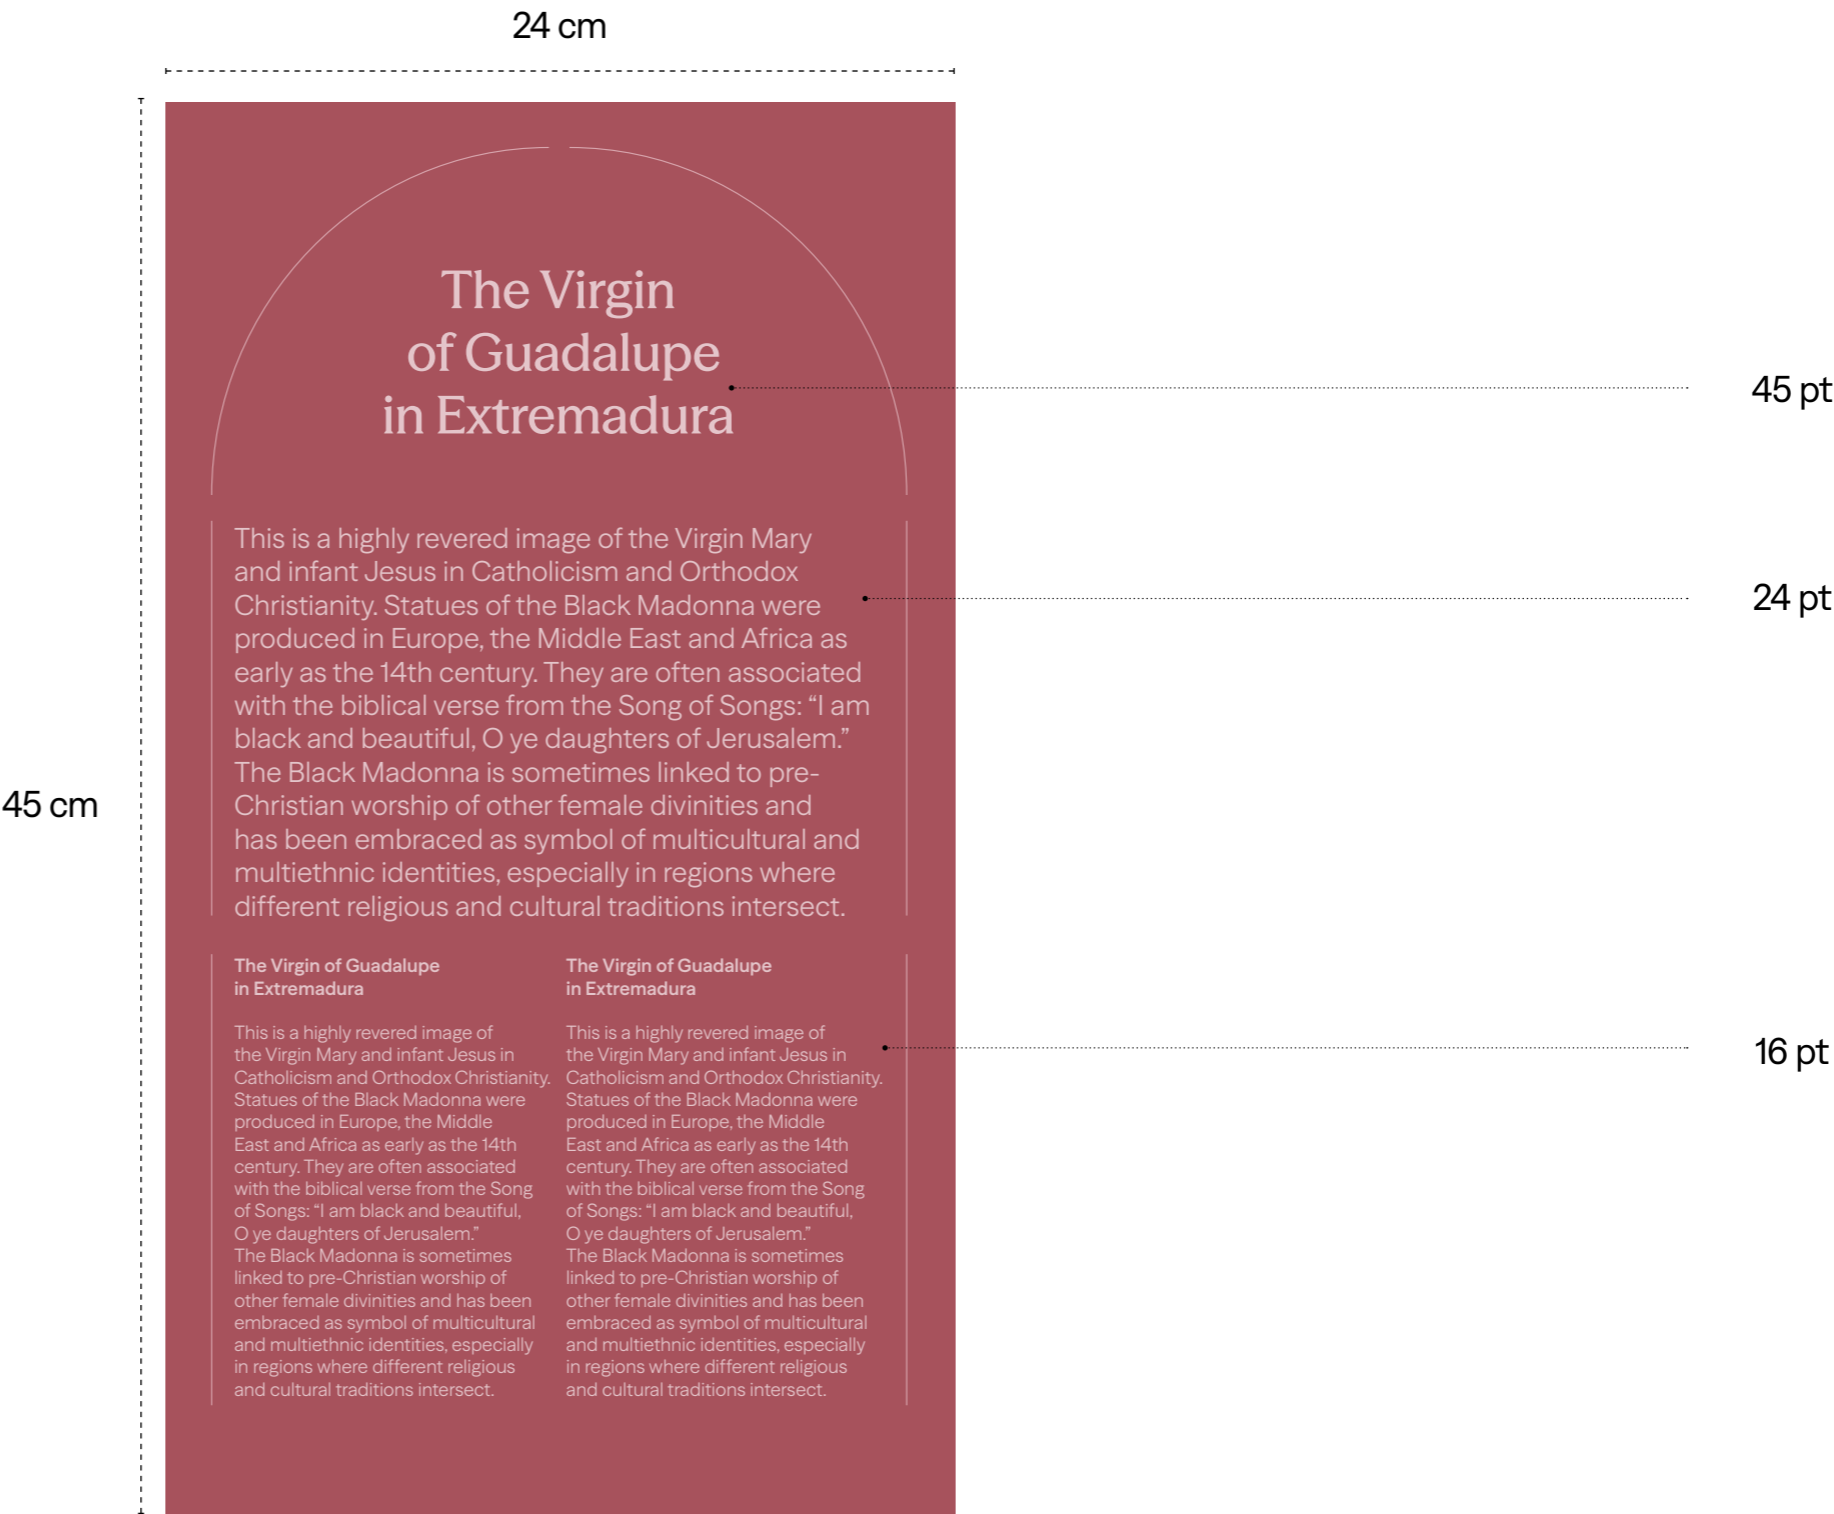 24 cm
45 cm
The Virgin
of Guadalupe
in Extremadura
45 pt
This is a highly revered image of the Virgin Mary
and infant Jesus in Catholicism and Orthodox
Christianity. Statues of the Black Madonna were
produced in Europe, the Middle East and Africa as
early as the 14th century. They are often associated
with the biblical verse from the Song of Songs: “I am
black and beautiful, O ye daughters of Jerusalem.”
The Black Madonna is sometimes linked to pre-
Christian worship of other female divinities and
has been embraced as symbol of multicultural and
multiethnic identities, especially in regions where
different religious and cultural traditions intersect.
24 pt
The Virgin of Guadalupe
in Extremadura
This is a highly revered image of
the Virgin Mary and infant Jesus in
Catholicism and Orthodox Christianity.
Statues of the Black Madonna were
produced in Europe, the Middle
East and Africa as early as the 14th
century. They are often associated
with the biblical verse from the Song
of Songs: “I am black and beautiful,
O ye daughters of Jerusalem.”
The Black Madonna is sometimes
linked to pre-Christian worship of
other female divinities and has been
embraced as symbol of multicultural
and multiethnic identities, especially
in regions where different religious
and cultural traditions intersect.
The Virgin of Guadalupe
in Extremadura
This is a highly revered image of
the Virgin Mary and infant Jesus in
Catholicism and Orthodox Christianity.
Statues of the Black Madonna were
produced in Europe, the Middle
East and Africa as early as the 14th
century. They are often associated
with the biblical verse from the Song
of Songs: “I am black and beautiful,
O ye daughters of Jerusalem.”
The Black Madonna is sometimes
linked to pre-Christian worship of
other female divinities and has been
embraced as symbol of multicultural
and multiethnic identities, especially
in regions where different religious
and cultural traditions intersect.
16 pt